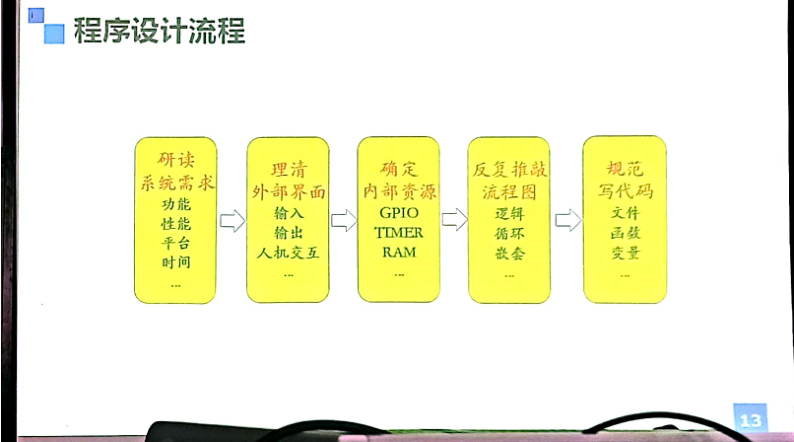 程序设计流程
研读
系统需求
功能
性能
平台
时间
...
理清
外部界面
输入
输出
人机交互
...
确定
内部资源
GPIO
TIMER
RAM
...
反复推敲
流程图
逻辑
循环
嵌套
...
规范
写代码
文件
函数
变量
...
13